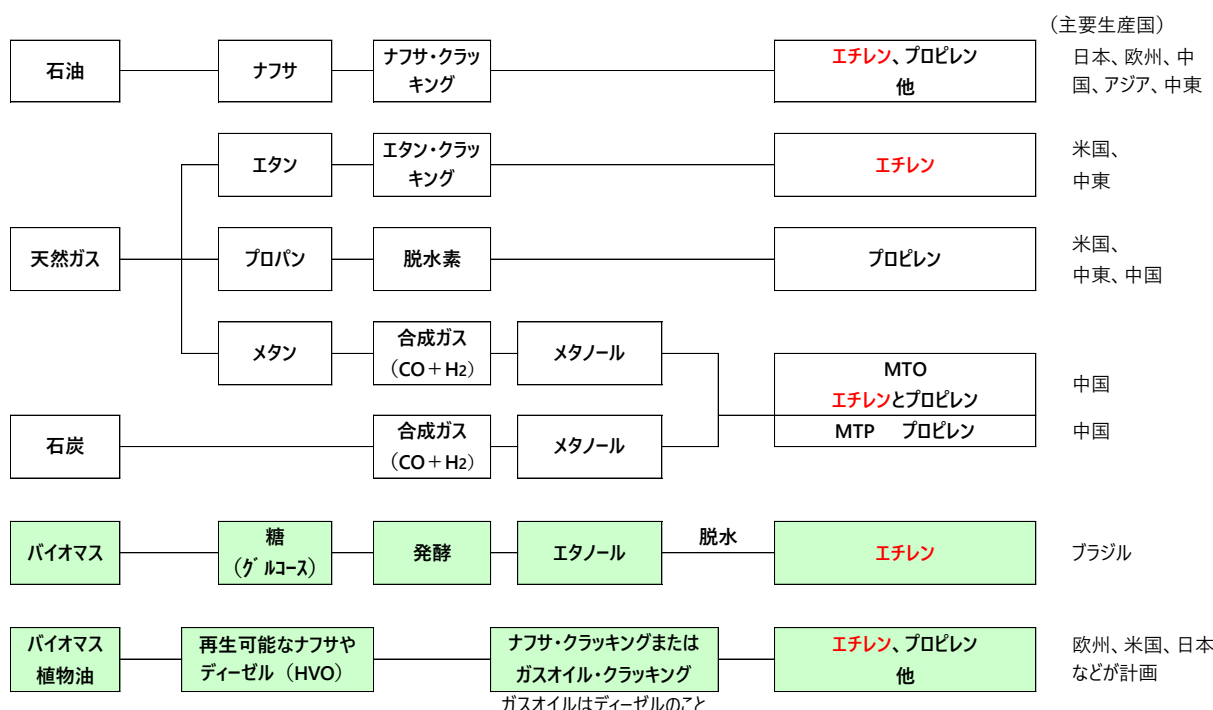 （主要生産国）
石油
ナフサ
ナフサ・クラッ
キング
エチレン、プロピレン
他
日本、欧州、中
国、アジア、中東
エタン
エタン・クラッ
キング
エチレン
米国、
中東
天然ガス
プロパン
脱水素
プロピレン
米国、
中東、中国
メタン
合成ガス
（CO＋H2）
メタノール
MTO
エチレンとプロピレン
中国
石炭
合成ガス
（CO＋H2）
メタノール
MTP プロピレン
中国
バイオマス
糖
（グルコース）
発酵
エタノール
脱水
エチレン
ブラジル
バイオマス
植物油
再生可能なナフサや
ディーゼル（HVO）
ナフサ・クラッキングまたは
ガスオイル・クラッキング
エチレン、プロピレン
他
欧州、米国、日本
などが計画
ガスオイルはディーゼルのこと